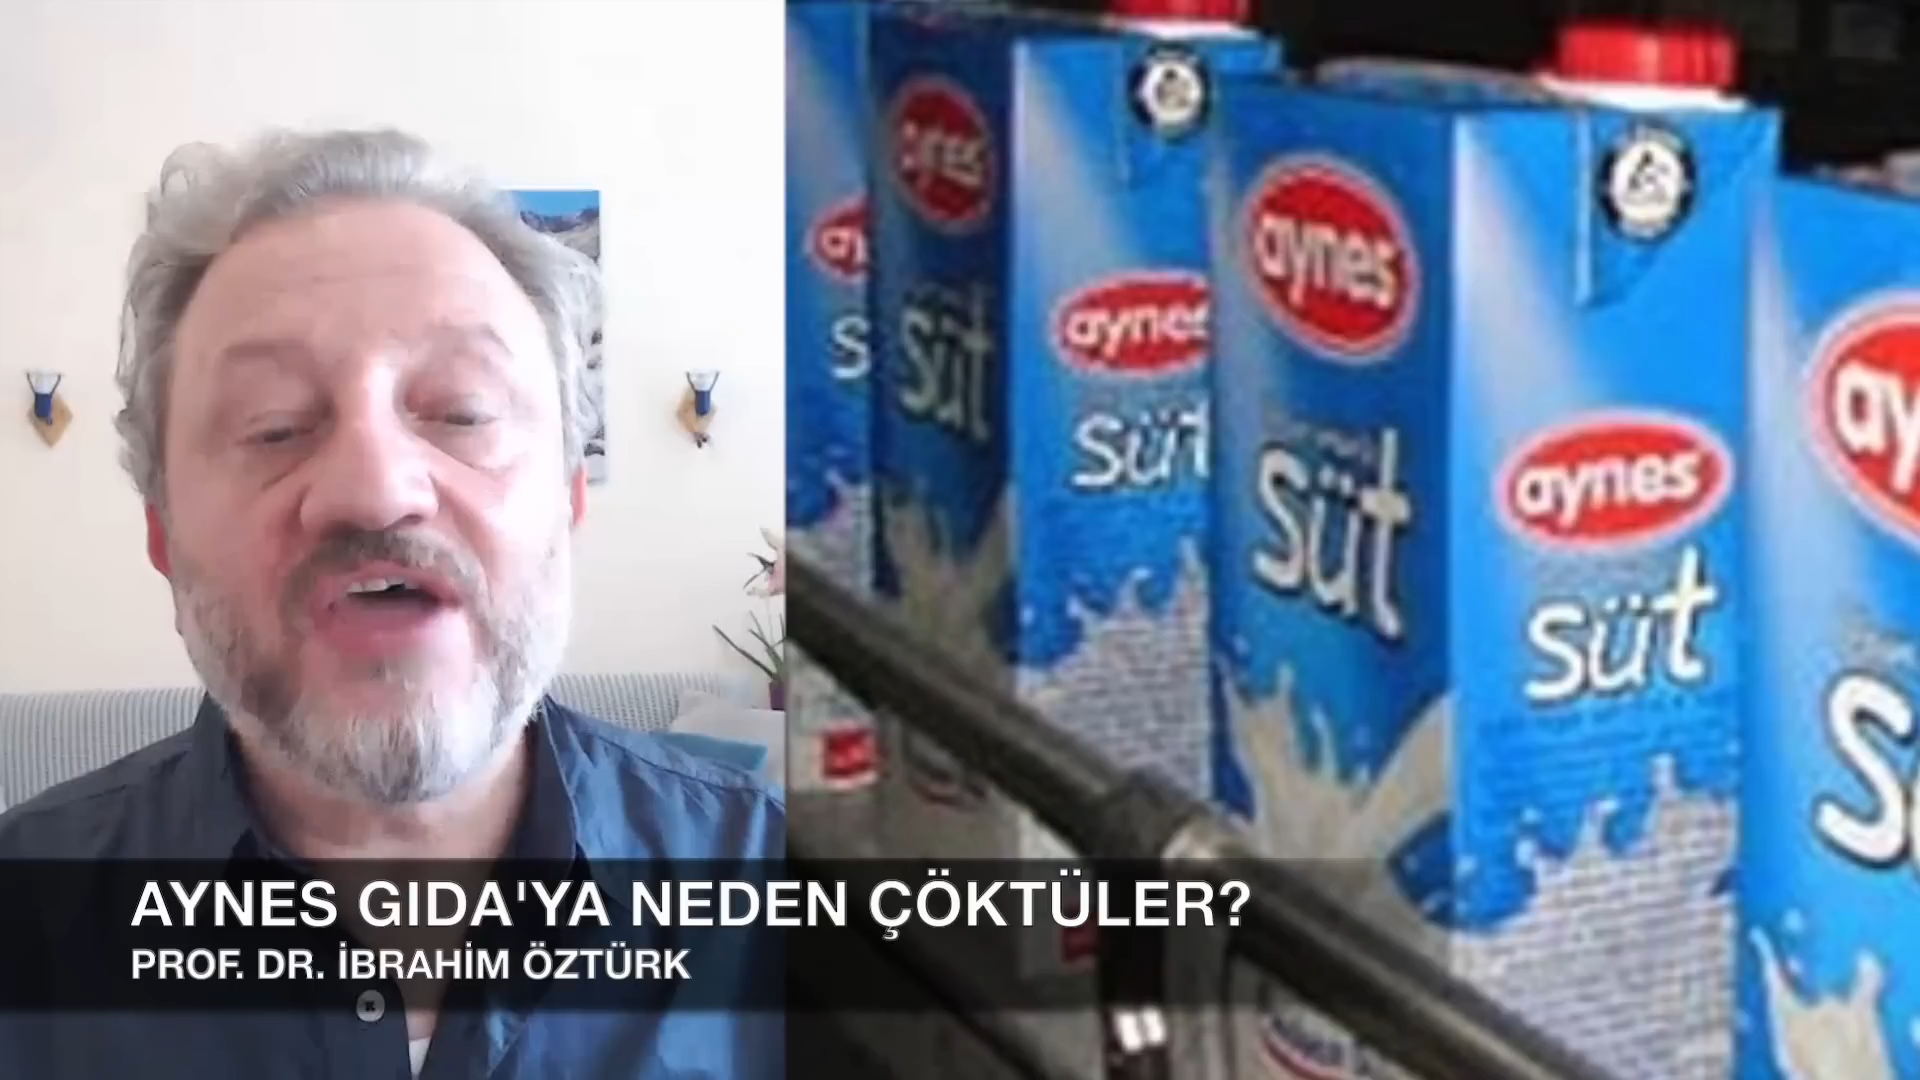 aynes
süt
aynes
süt
aynes
süt
aynes
süt
AYNES GIDA'YA NEDEN ÇÖKTÜLER?
PROF. DR. İBRAHİM ÖZTÜRK